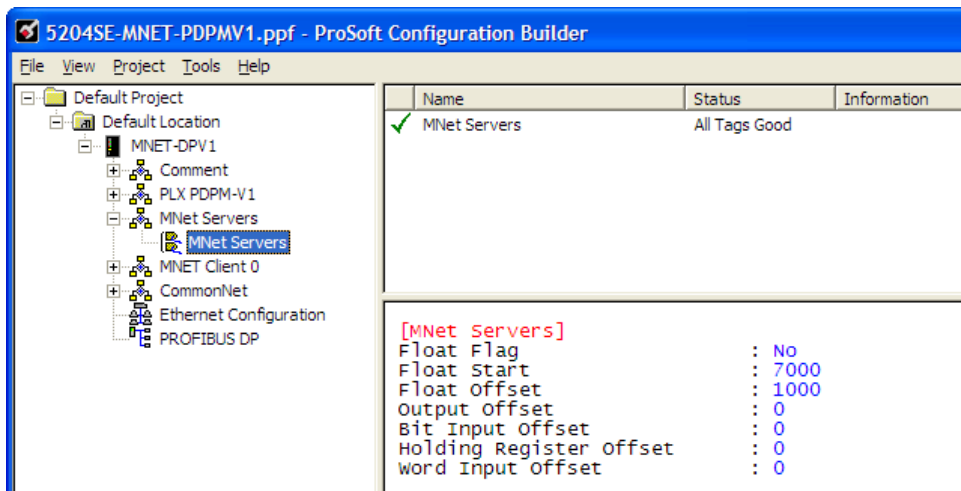 5204SE-MNET-PDPMV1.ppf - ProSoft Configuration Builder
File View Project Tools Help
Default Project
Default Location
MNET-DPV1
Comment
PLX PDPM-V1
MNet Servers
MNet Servers
MNET Client 0
CommonNet
Ethernet Configuration
PROFIBUS DP
Name Status Information
MNet Servers All Tags Good
[MNet Servers]
Float Flag : No
Float Start : 7000
Float Offset : 1000
Output Offset : 0
Bit Input Offset : 0
Holding Register Offset : 0
Word Input Offset : 0